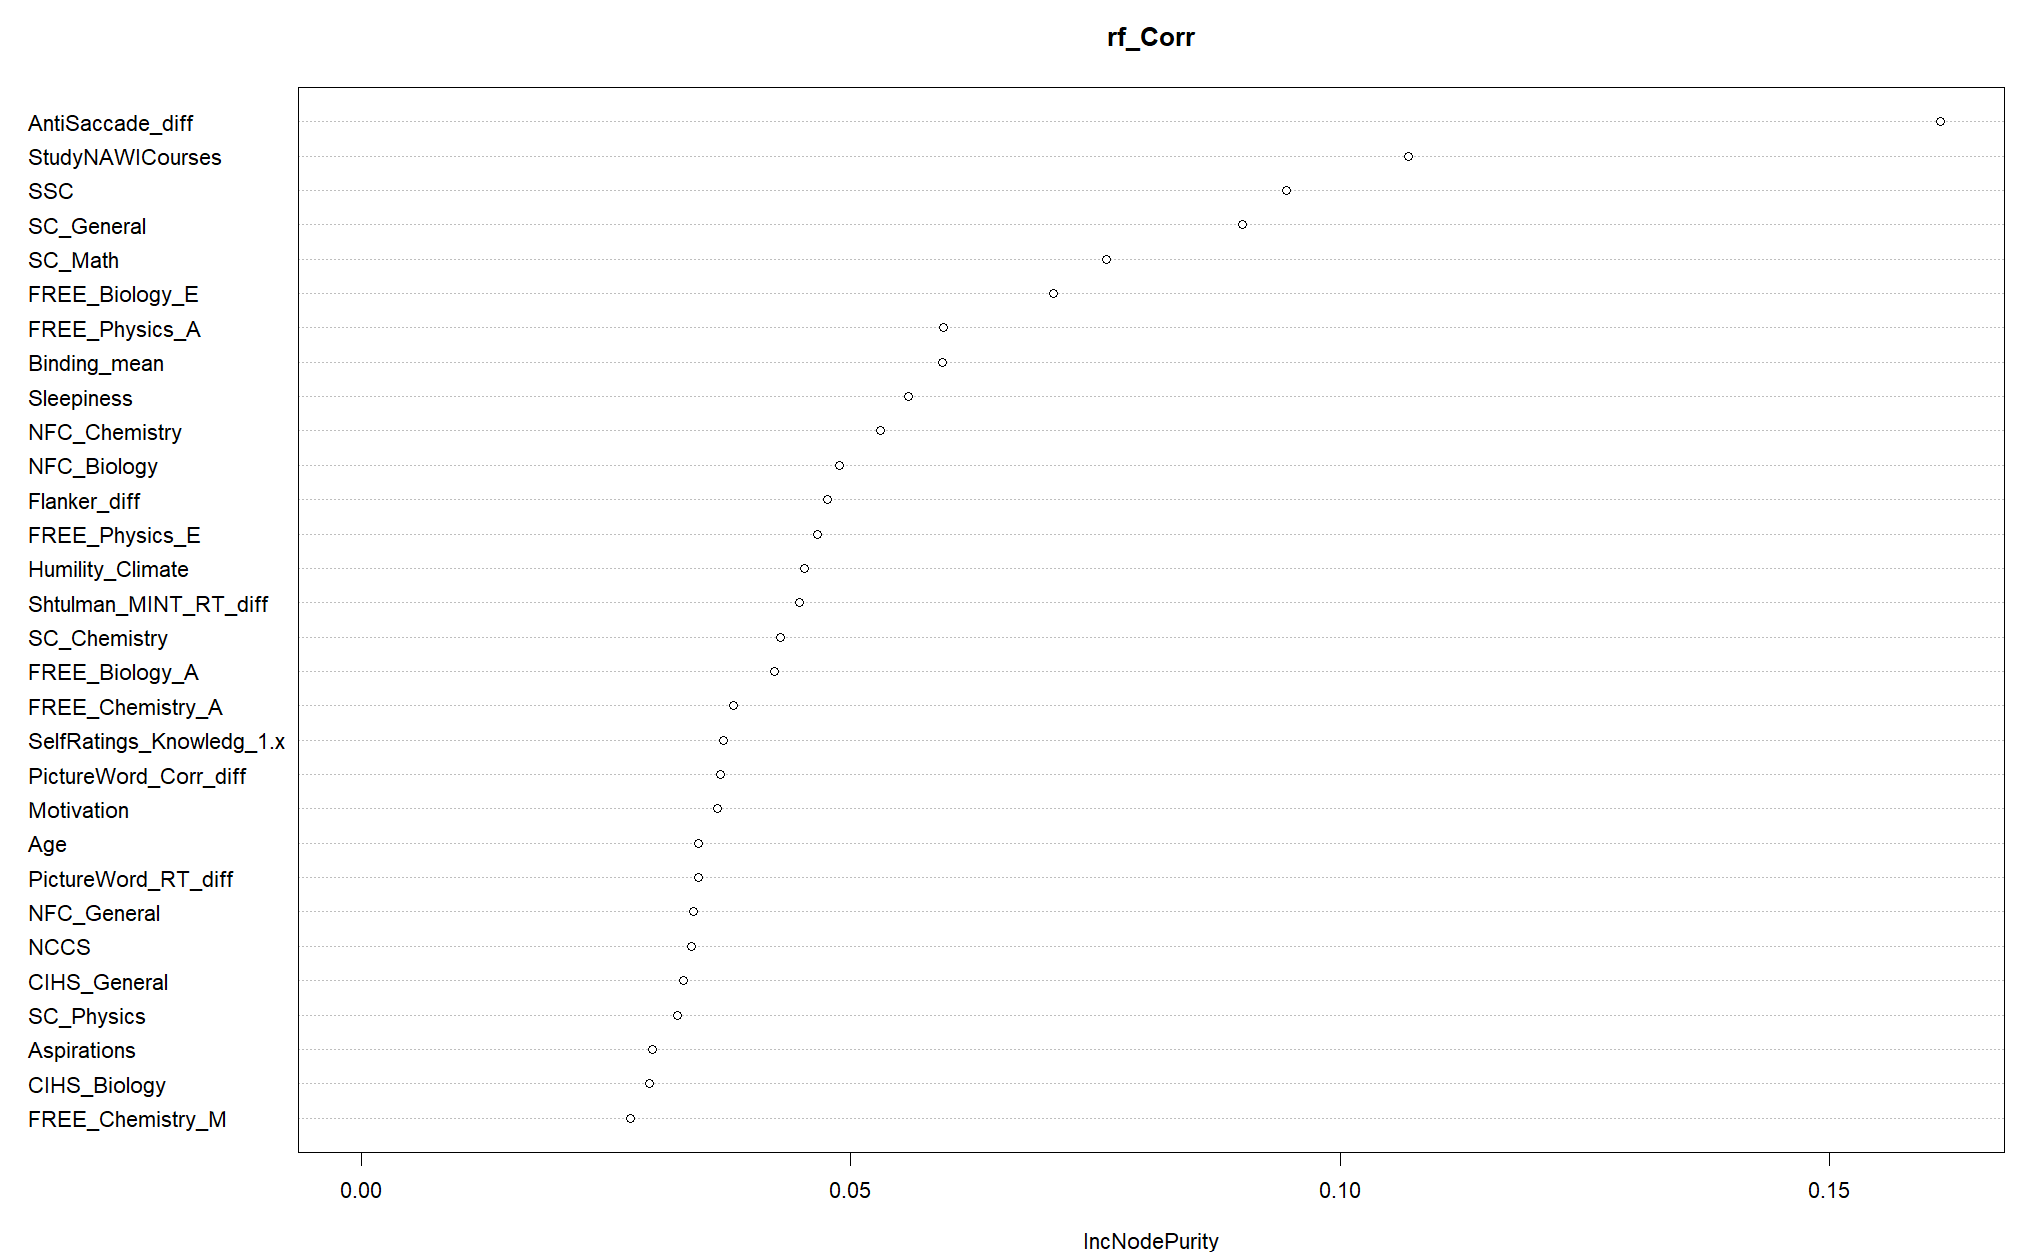 rf_Corr
AntiSaccade_diff
StudyNAWICourses
SSC
SC_General
SC_Math
FREE_Biology_E
FREE_Physics_A
Binding_mean
Sleepiness
NFC_Chemistry
NFC_Biology
Flanker_diff
FREE_Physics_E
Humility_Climate
Shtulman_MINT_RT_diff
SC_Chemistry
FREE_Biology_A
FREE_Chemistry_A
SelfRatings_Knowledg_1.x
PictureWord_Corr_diff
Motivation
Age
PictureWord_RT_diff
NFC_General
NCCS
CIHS_General
SC_Physics
Aspirations
CIHS_Biology
FREE_Chemistry_M
0.00 0.05 0.10 0.15
IncNodePurity